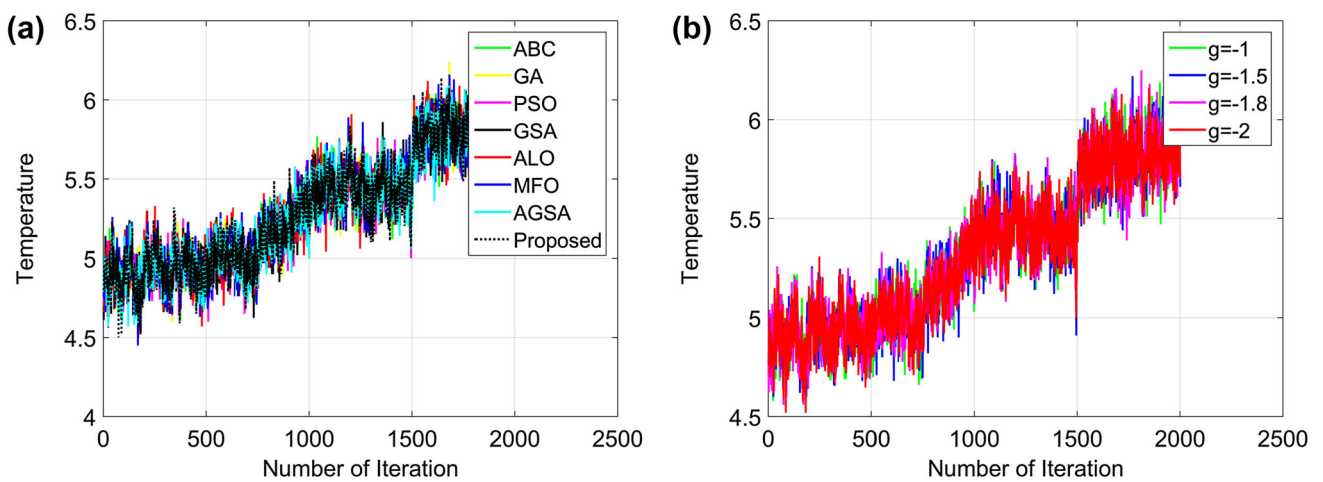 (a)
6.5
6
5.5
5
4.5
4
Temperature
0 500 1000 1500 2000 2500
Number of Iteration
ABC
GA
PSO
GSA
ALO
MFO
AGSA
Proposed
(b)
6.5
6
5.5
5
4.5
Temperature
0 500 1000 1500 2000 2500
Number of Iteration
g=-1
g=-1.5
g=-1.8
g=-2